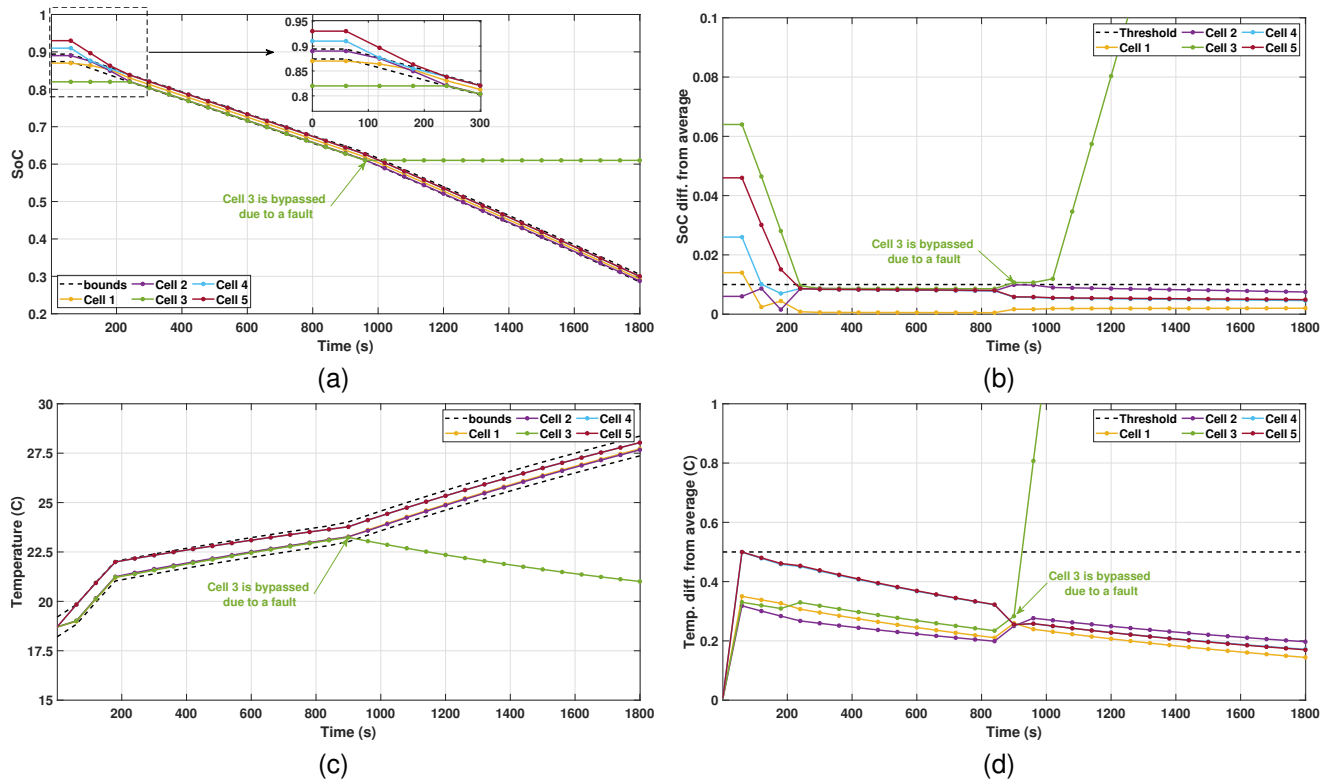 1
0.9
0.8
0.7
0.6
0.5
0.4
0.3
0.2
SoC
0.95
0.9
0.85
0.8
0 100 200 300
Cell 3 is bypassed
due to a fault
bounds Cell 2 Cell 4
Cell 1 Cell 3 Cell 5
200 400 600 800 1000 1200 1400 1600 1800
Time (s)
(a)
0.1
0.08
0.06
0.04
0.02
0
SoC diff. from average
Threshold Cell 2 Cell 4
Cell 1 Cell 3 Cell 5
Cell 3 is bypassed
due to a fault
0 200 400 600 800 1000 1200 1400 1600 1800
Time (s)
(b)
30
27.5
25
22.5
20
17.5
15
Temperature (C)
bounds Cell 2 Cell 4
Cell 1 Cell 3 Cell 5
Cell 3 is bypassed
due to a fault
200 400 600 800 1000 1200 1400 1600 1800
Time (s)
(c)
1
0.8
0.6
0.4
0.2
0
Temp. diff. from average (C)
Threshold Cell 2 Cell 4
Cell 1 Cell 3 Cell 5
Cell 3 is bypassed
due to a fault
0 200 400 600 800 1000 1200 1400 1600 1800
Time (s)
(d)